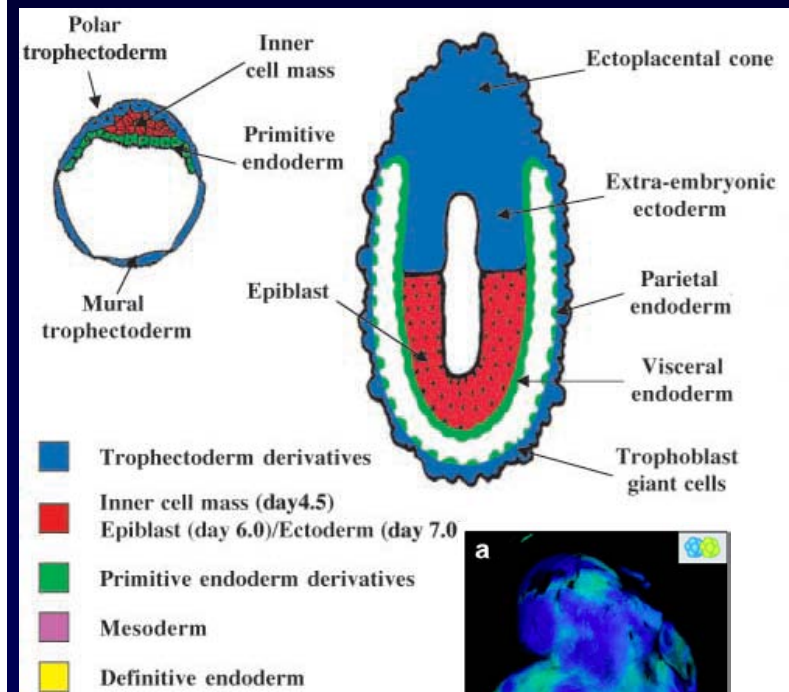 Polar
trophectoderm
Inner
cell mass
Primitive
endoderm
Mural
trophectoderm
Ectoplacental cone
Extra-embryonic
ectoderm
Epiblast
Parietal
endoderm
Visceral
endoderm
Trophoblast
giant cells
Trophectoderm derivatives
Inner cell mass (day4.5)
Epiblast (day 6.0)/Ectoderm (day 7.0
Primitive endoderm derivatives
Mesoderm
Definitive endoderm
a